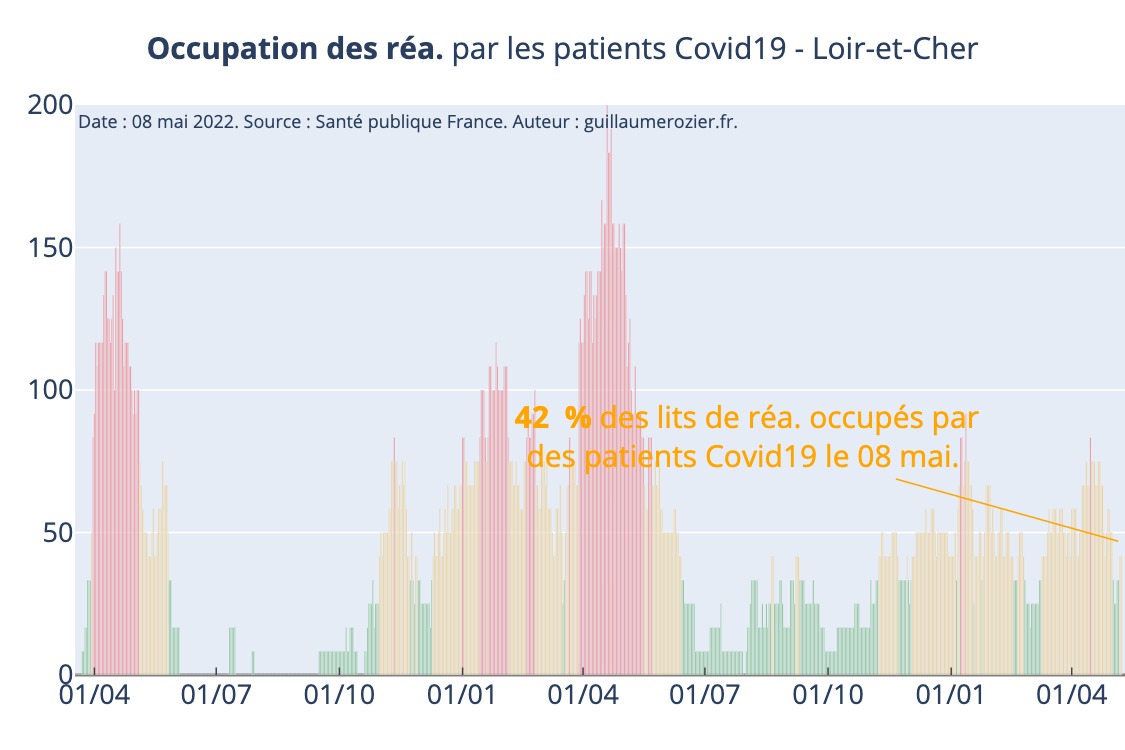 Occupation des réa. par les patients Covid19 - Loir-et-Cher
200
Date : 08 mai 2022. Source : Santé publique France. Auteur : guillaumerozier.fr.
150
100
42 % des lits de réa. occupés par
des patients Covid19 le 08 mai.
50
0
01/04 01/07 01/10 01/01 01/04 01/07 01/10 01/01 01/04